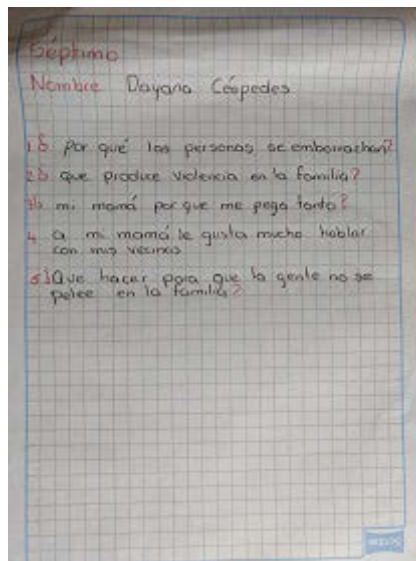 Séptimo
Nombre Dayana Céspedes
1 ¿ por qué las personas se emborrachan?
2 ¿ que produce violencia en la familia?
3 ¿ mi mamá por que me pega tanto?
4 a mi mamá le gusta mucho hablar
con mis vecinos
5 ¿ Que hacer para que la gente no se
pelee en la familia?